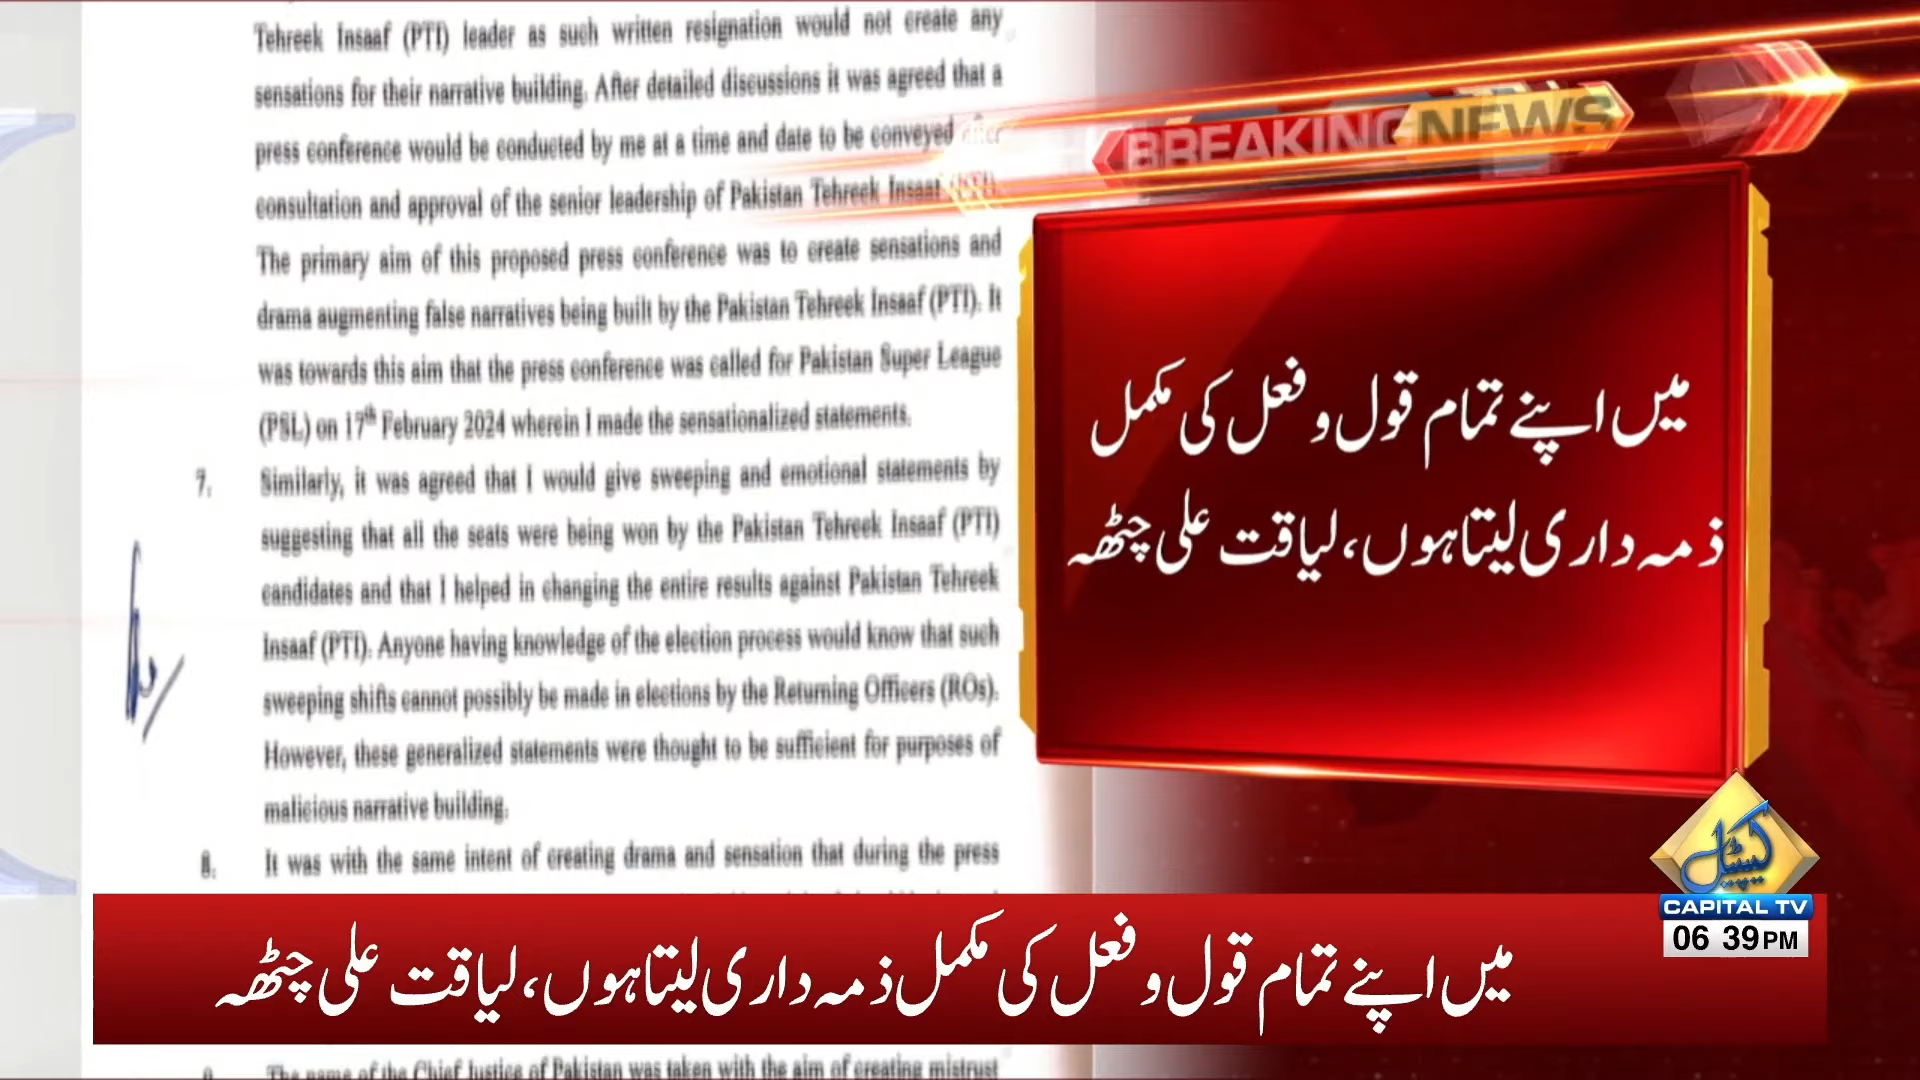 Tehreek Insaaf (PTI) leader as such written resignation would not create any
sensations for their narrative building. After detailed discussions it was agreed that a
press conference would be conducted by me at a time and date to be conveyed after
consultation and approval of the senior leadership of Pakistan Tehreek Insaaf (PTI).
The primary aim of this proposed press conference was to create sensations and
drama augmenting false narratives being built by the Pakistan Tehreek Insaaf (PTI). It
was towards this aim that the press conference was called for Pakistan Super League
(PSL) on 17th February 2024 wherein I made the sensationalized statements.
7. Similarly, it was agreed that I would give sweeping and emotional statements by
suggesting that all the seats were being won by the Pakistan Tehreek Insaaf (PTI)
candidates and that I helped in changing the entire results against Pakistan Tehreek
Insaaf (PTI). Anyone having knowledge of the election process would know that such
sweeping shifts cannot possibly be made in elections by the Returning Officers (ROs).
However, these generalized statements were thought to be sufficient for purposes of
malicious narrative building.
8. It was with the same intent of creating drama and sensation that during the press
The name of the Chief Justice of Pakistan was taken with the aim of creating mistrust
BREAKING NEWS
میں اپنے تمام قول و فعل کی مکمل
ذمہ داری لیتا ہوں، لیاقت علی چٹھہ
کیپیٹل
CAPITAL TV
06 39PM
میں اپنے تمام قول و فعل کی مکمل ذمہ داری لیتا ہوں، لیاقت علی چٹھہ